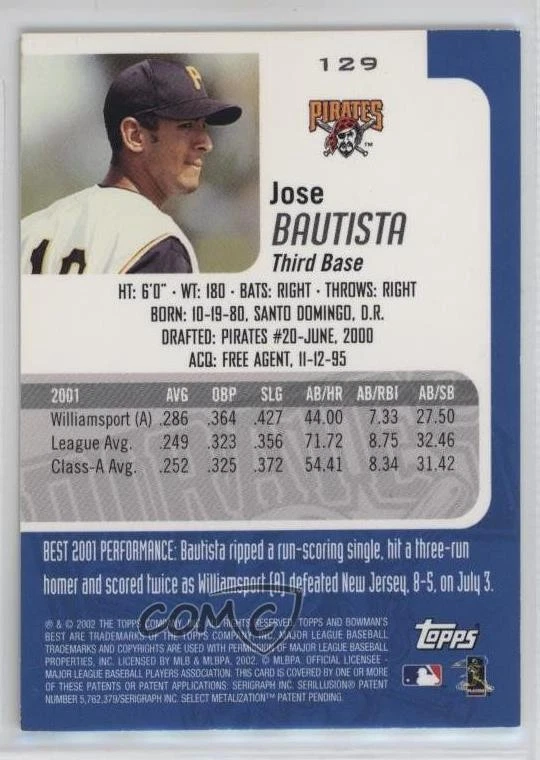 129
PIRATES
TM
P
10
Jose
BAUTISTA
Third Base
HT: 6'0" · WT: 180 · BATS: RIGHT · THROWS: RIGHT
BORN: 10-19-80, SANTO DOMINGO, D.R.
DRAFTED: PIRATES #20-JUNE, 2000
ACQ: FREE AGENT, 11-12-95
2001 AVG OBP SLG AB/HR AB/RBI AB/SB
Williamsport (A) .286 .364 .427 44.00 7.33 27.50
League Avg. .249 .323 .356 71.72 8.75 32.46
Class-A Avg. .252 .325 .372 54.41 8.34 31.42
BEST 2001 PERFORMANCE: Bautista ripped a run-scoring single, hit a three-run
homer and scored twice as Williamsport (A) defeated New Jersey, 8-5, on July 3.
® & © 2002 THE TOPPS COMPANY, INC. ALL RIGHTS RESERVED. TOPPS AND BOWMAN'S
BEST ARE TRADEMARKS OF THE TOPPS COMPANY, INC. MAJOR LEAGUE BASEBALL
TRADEMARKS AND COPYRIGHTS ARE USED WITH PERMISSION OF MAJOR LEAGUE BASEBALL
PROPERTIES, INC. LICENSED BY MLB & MLBPA, 2002. © MLBPA. OFFICIAL LICENSEE -
MAJOR LEAGUE BASEBALL PLAYERS ASSOCIATION. THIS CARD IS COVERED BY ONE OR MORE
OF THESE PATENTS OR PATENT APPLICATIONS: SERIGRAPH INC. SERILLUSION® PATENT
NUMBER 5,762,379/SERIGRAPH INC. SELECT METALIZATION™ PATENT PENDING.
topps
COMC